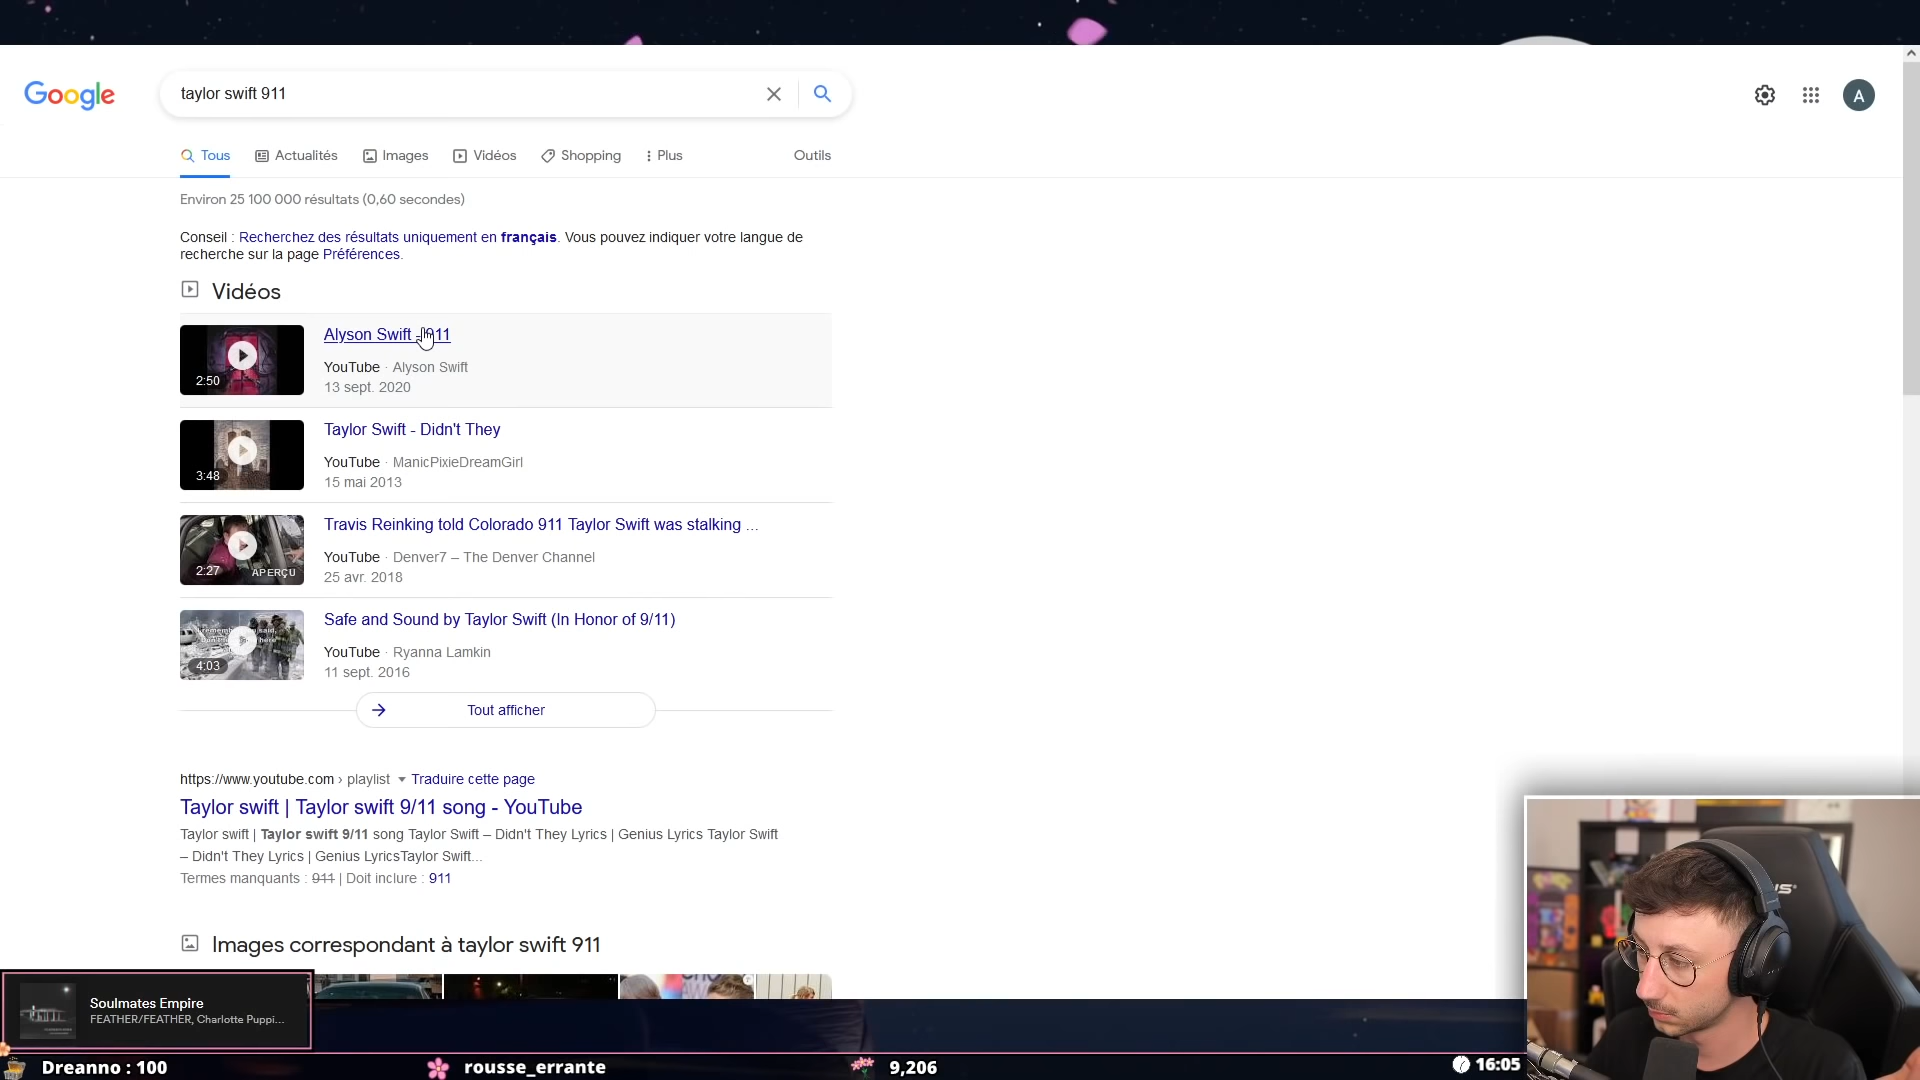 Google
taylor swift 911
A
Tous
Actualités
Images
Vidéos
Shopping
Plus
Outils
Environ 25 100 000 résultats (0,60 secondes)
Conseil : Recherchez des résultats uniquement en français. Vous pouvez indiquer votre langue de
recherche sur la page Préférences.
Vidéos
2:50
Alyson Swift - 911
YouTube · Alyson Swift
13 sept. 2020
3:48
Taylor Swift - Didn't They
YouTube · ManicPixieDreamGirl
15 mai 2013
2:27
APERÇU
Travis Reinking told Colorado 911 Taylor Swift was stalking ...
YouTube · Denver7 – The Denver Channel
25 avr. 2018
4:03
Safe and Sound by Taylor Swift (In Honor of 9/11)
YouTube · Ryanna Lamkin
11 sept. 2016
Tout afficher
https://www.youtube.com › playlist
Traduire cette page
Taylor swift | Taylor swift 9/11 song - YouTube
Taylor swift | Taylor swift 9/11 song Taylor Swift – Didn't They Lyrics | Genius Lyrics Taylor Swift
– Didn't They Lyrics | Genius LyricsTaylor Swift...
Termes manquants : 911 | Doit inclure : 911
Images correspondant à taylor swift 911
Soulmates Empire
FEATHER/FEATHER, Charlotte Puppi...
Dreanno : 100
rousse_errante
9,206
16:05